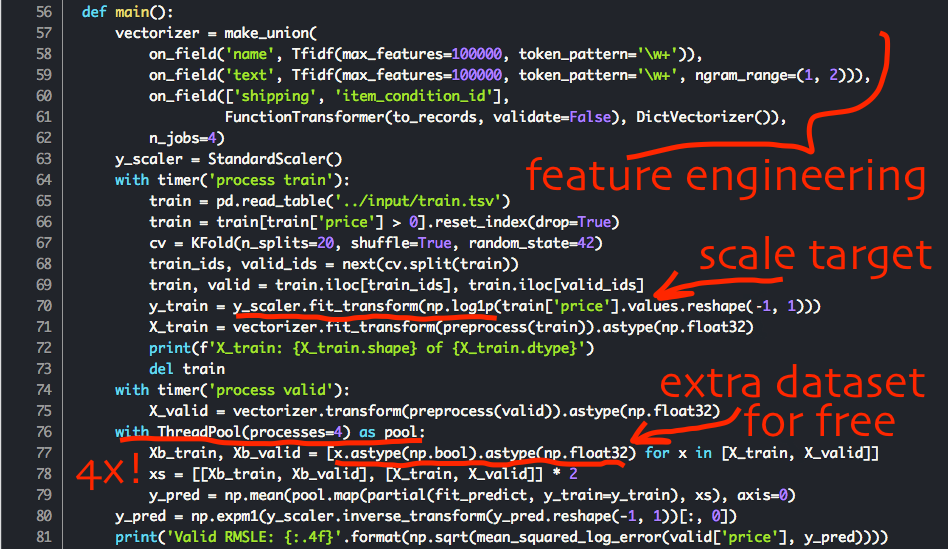 56 def main():
57     vectorizer = make_union(
58         on_field('name', Tfidf(max_features=100000, token_pattern='\w+')),
59         on_field('text', Tfidf(max_features=100000, token_pattern='\w+', ngram_range=(1, 2))),
60         on_field(['shipping', 'item_condition_id'],
61                  FunctionTransformer(to_records, validate=False), DictVectorizer()),
62         n_jobs=4)
63     y_scaler = StandardScaler()
feature engineering
64     with timer('process train'):
65         train = pd.read_table('../input/train.tsv')
66         train = train[train['price'] > 0].reset_index(drop=True)
67         cv = KFold(n_splits=20, shuffle=True, random_state=42)
68         train_ids, valid_ids = next(cv.split(train))
scale target
69         train, valid = train.iloc[train_ids], train.iloc[valid_ids]
70         y_train = y_scaler.fit_transform(np.log1p(train['price'].values.reshape(-1, 1)))
71         X_train = vectorizer.fit_transform(preprocess(train)).astype(np.float32)
72         print(f'X_train: {X_train.shape} of {X_train.dtype}')
73         del train
74     with timer('process valid'):
extra dataset
for free
75         X_valid = vectorizer.transform(preprocess(valid)).astype(np.float32)
76     with ThreadPool(processes=4) as pool:
77         Xb_train, Xb_valid = [x.astype(np.bool).astype(np.float32) for x in [X_train, X_valid]]
4x!
78         xs = [[Xb_train, Xb_valid], [X_train, X_valid]] * 2
79         y_pred = np.mean(pool.map(partial(fit_predict, y_train=y_train), xs), axis=0)
80     y_pred = np.expm1(y_scaler.inverse_transform(y_pred.reshape(-1, 1))[:, 0])
81     print('Valid RMSLE: {:.4f}'.format(np.sqrt(mean_squared_log_error(valid['price'], y_pred))))